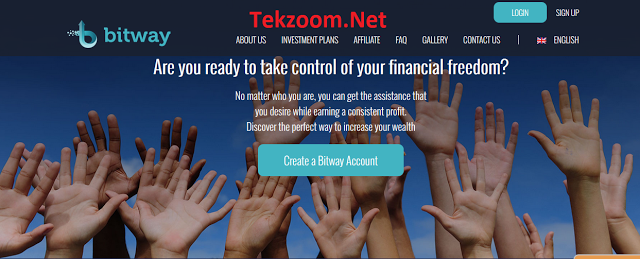 Tekzoom.Net
LOGIN
SIGN UP
bitway
ABOUT US INVESTMENT PLANS AFFILIATE FAQ GALLERY CONTACT US | ENGLISH
Are you ready to take control of your financial freedom?
No matter who you are, you can get the assistance that
you desire while earning a consistent profit.
Discover the perfect way to increase your wealth
Create a Bitway Account